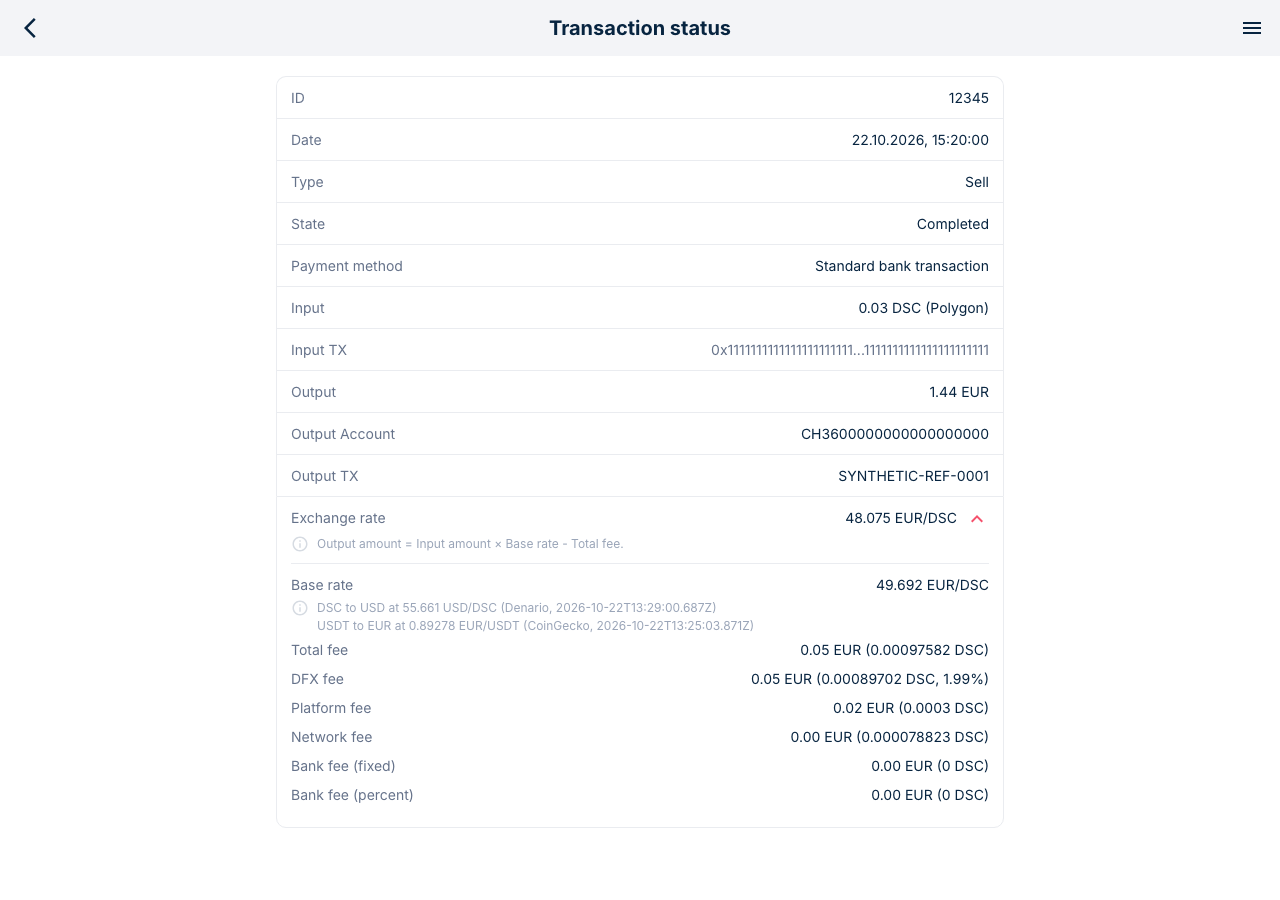 Transaction status
ID 12345
Date 22.10.2026, 15:20:00
Type Sell
State Completed
Payment method Standard bank transaction
Input 0.03 DSC (Polygon)
Input TX 0x1111111111111111111111...1111111111111111111111
Output 1.44 EUR
Output Account CH3600000000000000000
Output TX SYNTHETIC-REF-0001
Exchange rate 48.075 EUR/DSC
Output amount = Input amount × Base rate - Total fee.
Base rate 49.692 EUR/DSC
DSC to USD at 55.661 USD/DSC (Denario, 2026-10-22T13:29:00.687Z)
USDT to EUR at 0.89278 EUR/USDT (CoinGecko, 2026-10-22T13:25:03.871Z)
Total fee 0.05 EUR (0.00097582 DSC)
DFX fee 0.05 EUR (0.00089702 DSC, 1.99%)
Platform fee 0.02 EUR (0.0003 DSC)
Network fee 0.00 EUR (0.000078823 DSC)
Bank fee (fixed) 0.00 EUR (0 DSC)
Bank fee (percent) 0.00 EUR (0 DSC)